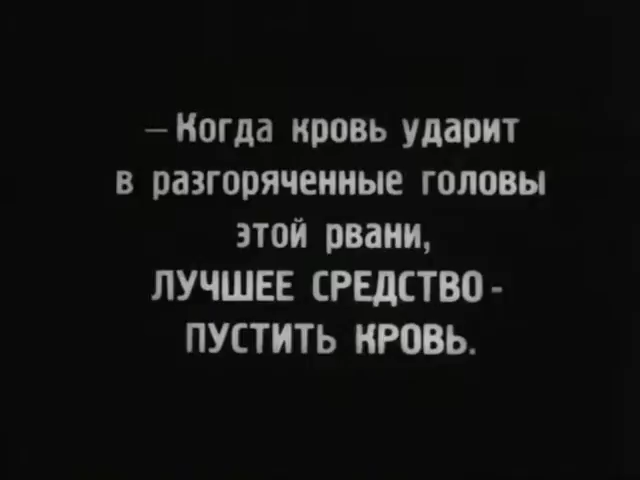 — Когда кровь ударит
в разгоряченные головы
этой рвани,
ЛУЧШЕЕ СРЕДСТВО -
ПУСТИТЬ КРОВЬ.